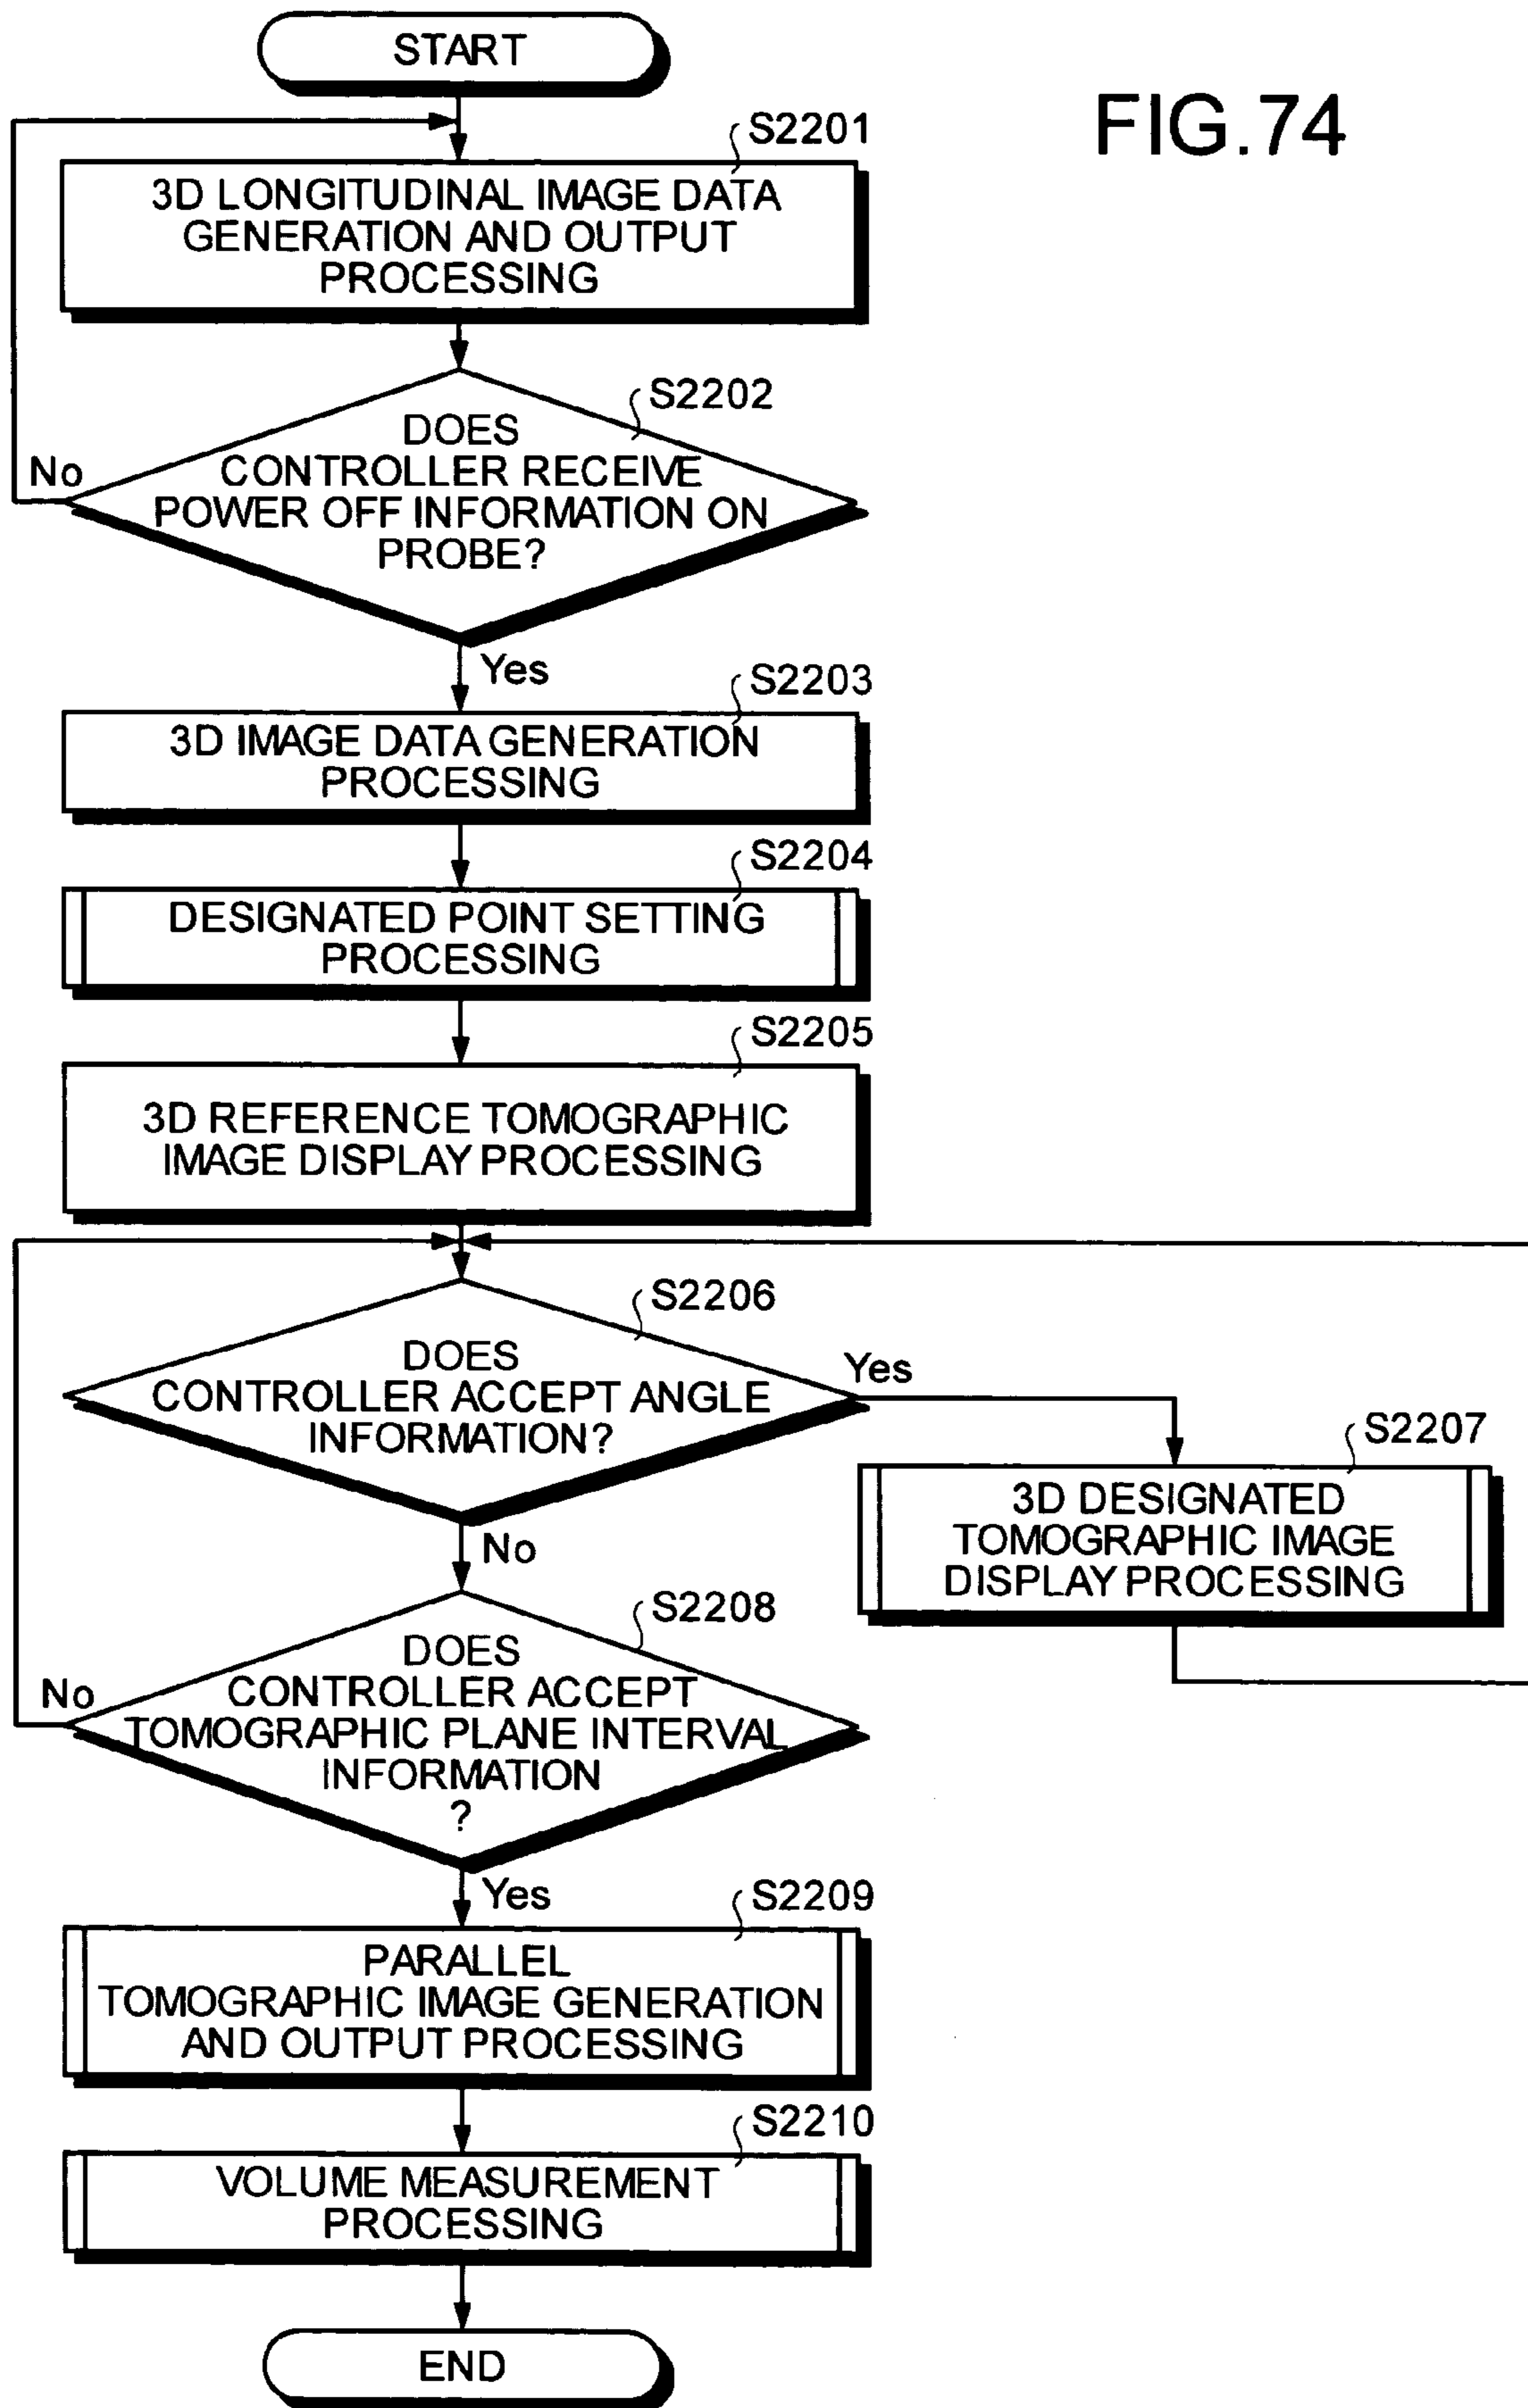 START
FIG.74
S2201
3D LONGITUDINAL IMAGE DATA
GENERATION AND OUTPUT
PROCESSING
S2202
DOES
CONTROLLER RECEIVE
POWER OFF INFORMATION ON
PROBE?
No
Yes
S2203
3D IMAGE DATA GENERATION
PROCESSING
S2204
DESIGNATED POINT SETTING
PROCESSING
S2205
3D REFERENCE TOMOGRAPHIC
IMAGE DISPLAY PROCESSING
S2206
DOES
CONTROLLER ACCEPT ANGLE
INFORMATION?
Yes
S2207
3D DESIGNATED
TOMOGRAPHIC IMAGE
DISPLAY PROCESSING
No
S2208
DOES
CONTROLLER ACCEPT
TOMOGRAPHIC PLANE INTERVAL
INFORMATION
?
No
Yes
S2209
PARALLEL
TOMOGRAPHIC IMAGE GENERATION
AND OUTPUT PROCESSING
S2210
VOLUME MEASUREMENT
PROCESSING
END